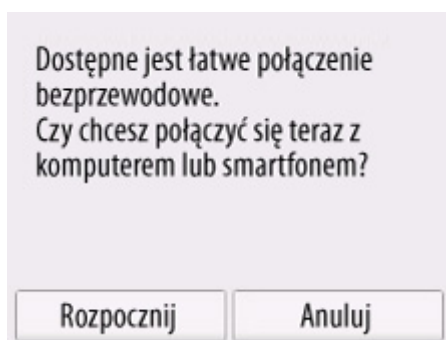 Dostępne jest łatwe połączenie
bezprzewodowe.
Czy chcesz połączyć się teraz z
komputerem lub smartfonem?
Rozpocznij
Anuluj